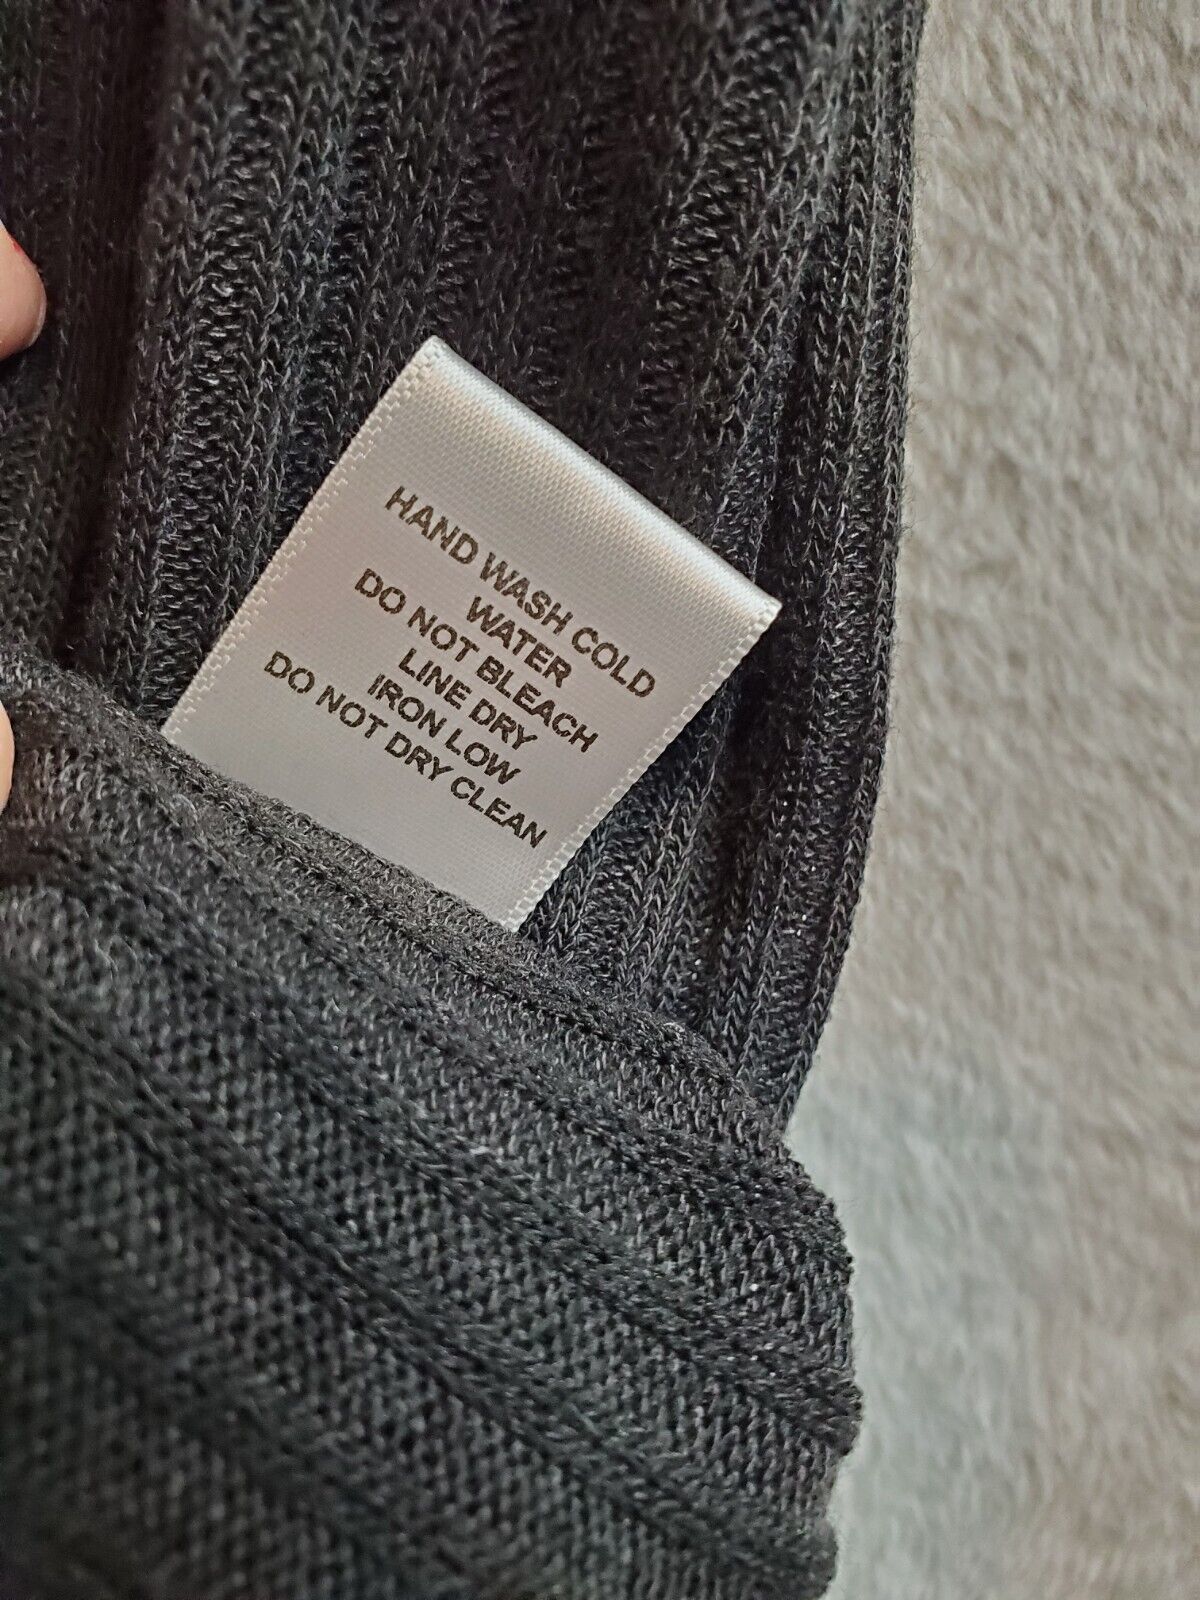 HAND WASH COLD
WATER
DO NOT BLEACH
LINE DRY
IRON LOW
DO NOT DRY CLEAN